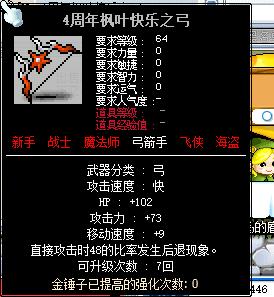 4周年枫叶快乐之弓
要求等级: 64
要求力量: 0
要求敏捷: 0
要求智力: 0
要求运气: 0
要求人气度: -
道具等级: -
道具经验值: -
新手 战士 魔法师 弓箭手 飞侠 海盗
武器分类: 弓
攻击速度: 快
HP: +102
攻击力: +73
移动速度: +9
直接攻击时48的比率发生后退现象。
可升级次数: 7回
金锤子已提高的强化次数: 0
446